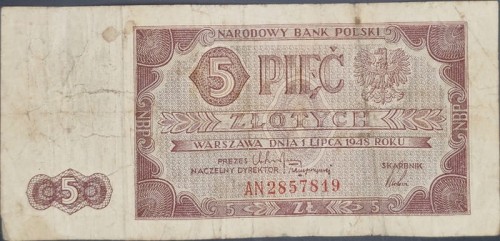 NARODOWY BANK POLSKI
5 PIĘĆ
ZŁOTYCH
NBP
NBP
WARSZAWA DNIA 1 LIPCA 1948 ROKU
PREZES
SKARBNIK
NACZELNY DYREKTOR
AN2857819
5
5 ZŁ 5